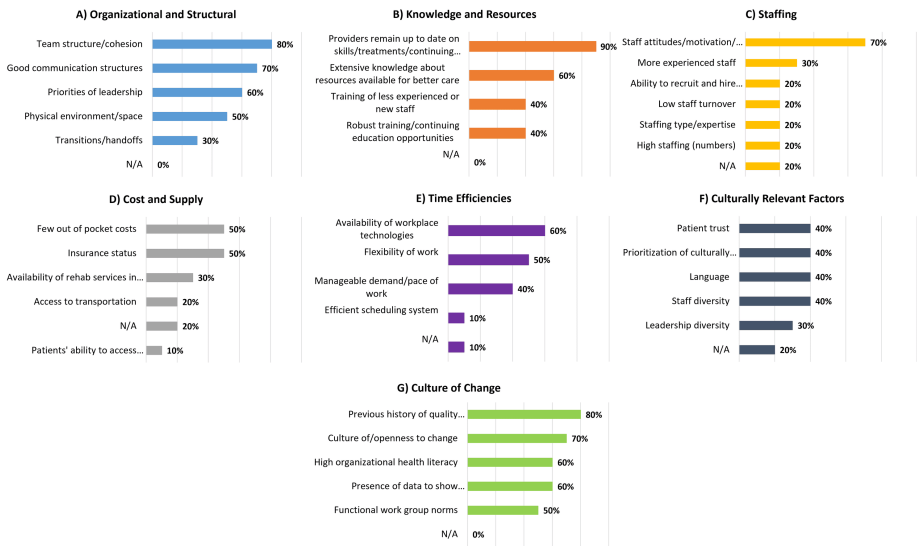 A) Organizational and Structural
Team structure/cohesion
80%
Good communication structures
70%
Priorities of leadership
60%
Physical environment/space
50%
Transitions/handoffs
30%
N/A
0%
B) Knowledge and Resources
Providers remain up to date on
skills/treatments/continuing...
90%
Extensive knowledge about
resources available for better care
60%
Training of less experienced or
new staff
40%
Robust training/continuing
education opportunities
40%
N/A
0%
C) Staffing
Staff attitudes/motivation/...
70%
More experienced staff
30%
Ability to recruit and hire...
20%
Low staff turnover
20%
Staffing type/expertise
20%
High staffing (numbers)
20%
N/A
20%
D) Cost and Supply
Few out of pocket costs
50%
Insurance status
50%
Availability of rehab services in...
30%
Access to transportation
20%
N/A
20%
Patients' ability to access...
10%
E) Time Efficiencies
Availability of workplace
technologies
60%
Flexibility of work
50%
Manageable demand/pace of
work
40%
Efficient scheduling system
10%
N/A
10%
F) Culturally Relevant Factors
Patient trust
40%
Prioritization of culturally...
40%
Language
40%
Staff diversity
40%
Leadership diversity
30%
N/A
20%
G) Culture of Change
Previous history of quality...
80%
Culture of/openness to change
70%
High organizational health literacy
60%
Presence of data to show...
60%
Functional work group norms
50%
N/A
0%